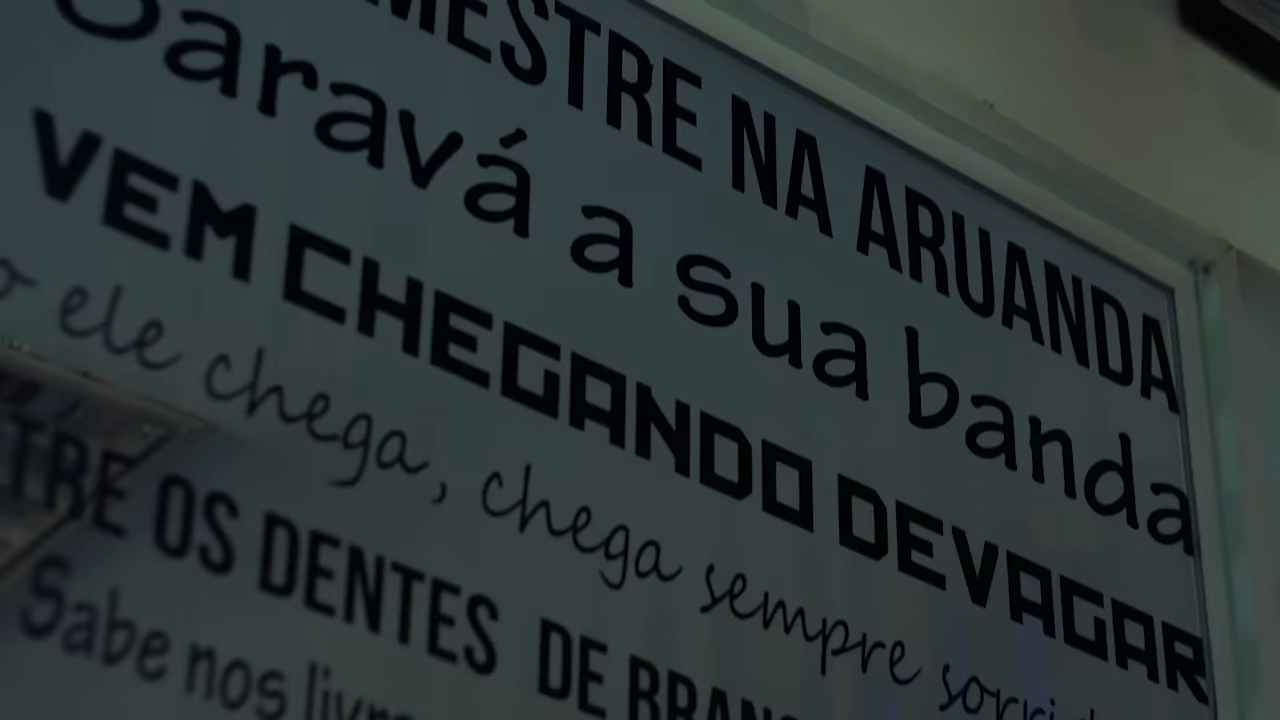 MESTRE NA ARUANDA
Saravá a sua banda
VEM CHEGANDO DEVAGAR
ele chega, chega sempre
OS DENTES DE
Sabe nos